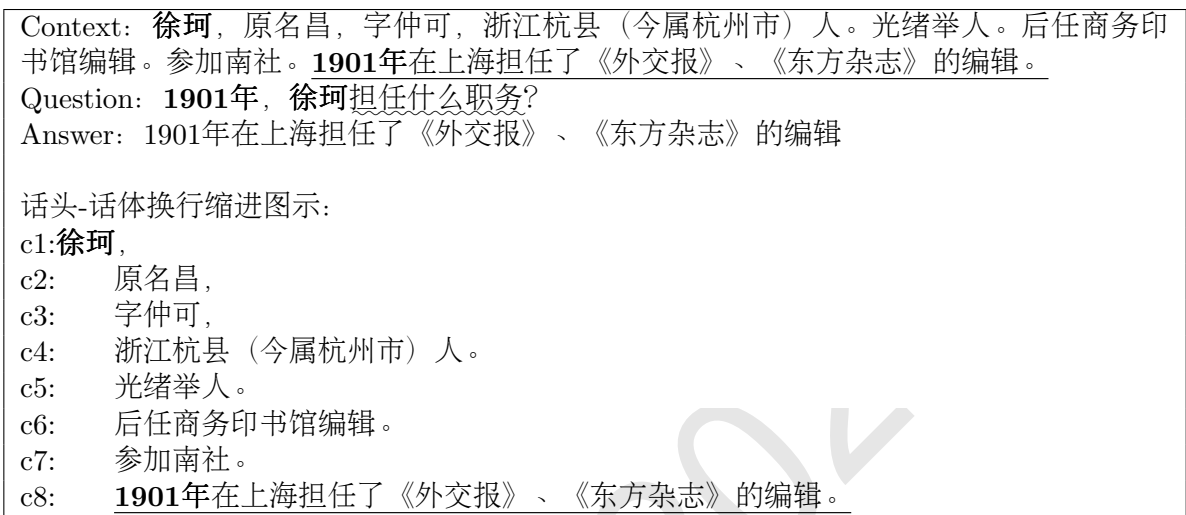 Context：徐珂，原名昌，字仲可，浙江杭县（今属杭州市）人。光绪举人。后任商务印
书馆编辑。参加南社。1901年在上海担任了《外交报》、《东方杂志》的编辑。
Question：1901年，徐珂担任什么职务？
Answer：1901年在上海担任了《外交报》、《东方杂志》的编辑
话头-话体换行缩进图示：
c1:徐珂，
c2: 原名昌，
c3: 字仲可，
c4: 浙江杭县（今属杭州市）人。
c5: 光绪举人。
c6: 后任商务印书馆编辑。
c7: 参加南社。
c8: 1901年在上海担任了《外交报》、《东方杂志》的编辑。